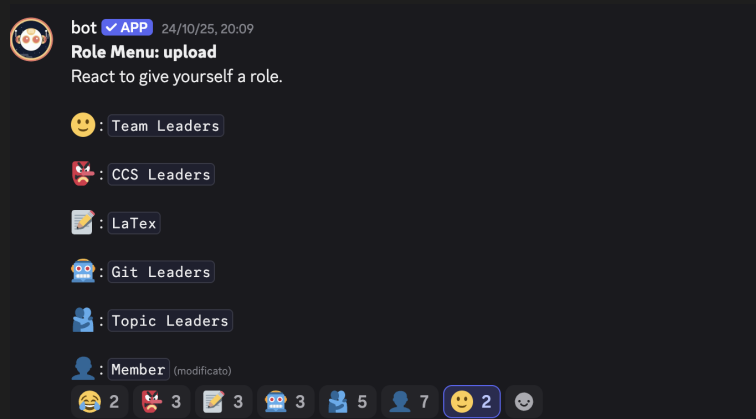 bot ✓ APP 24/10/25, 20:09
Role Menu: upload
React to give yourself a role.
🙂 : Team Leaders
👺 : CCS Leaders
📝 : LaTex
🤖 : Git Leaders
🫂 : Topic Leaders
👤 : Member (modificato)
😂 2 👺 3 📝 3 🤖 3 🫂 5 👤 7 🙂 2